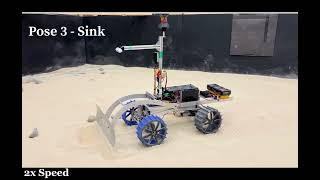 Pose 3 - Sink
2x Speed